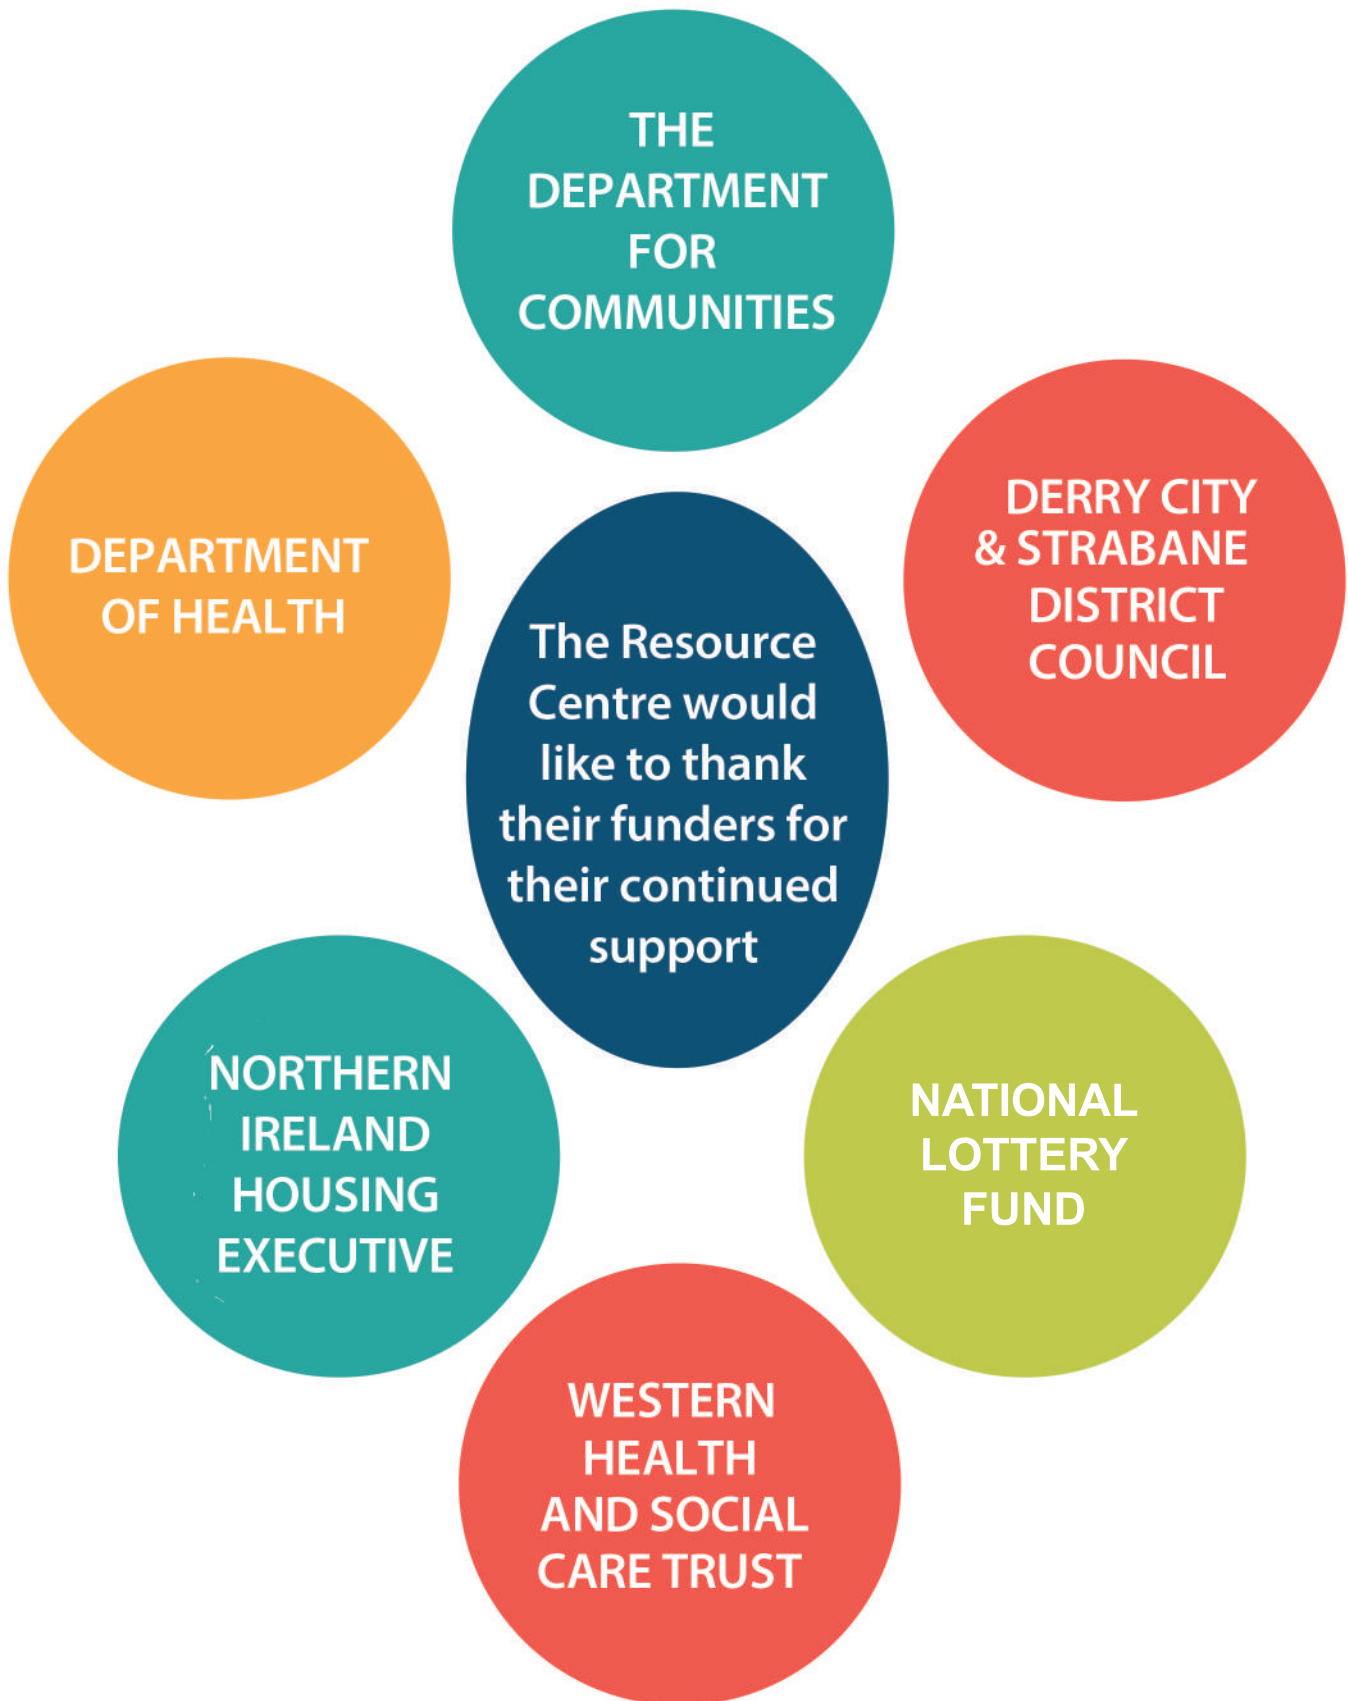 THE
DEPARTMENT
FOR
COMMUNITIES
DERRY CITY
& STRABANE
DISTRICT
COUNCIL
DEPARTMENT
OF HEALTH
The Resource
Centre would
like to thank
their funders for
their continued
support
NORTHERN
IRELAND
HOUSING
EXECUTIVE
NATIONAL
LOTTERY
FUND
WESTERN
HEALTH
AND SOCIAL
CARE TRUST